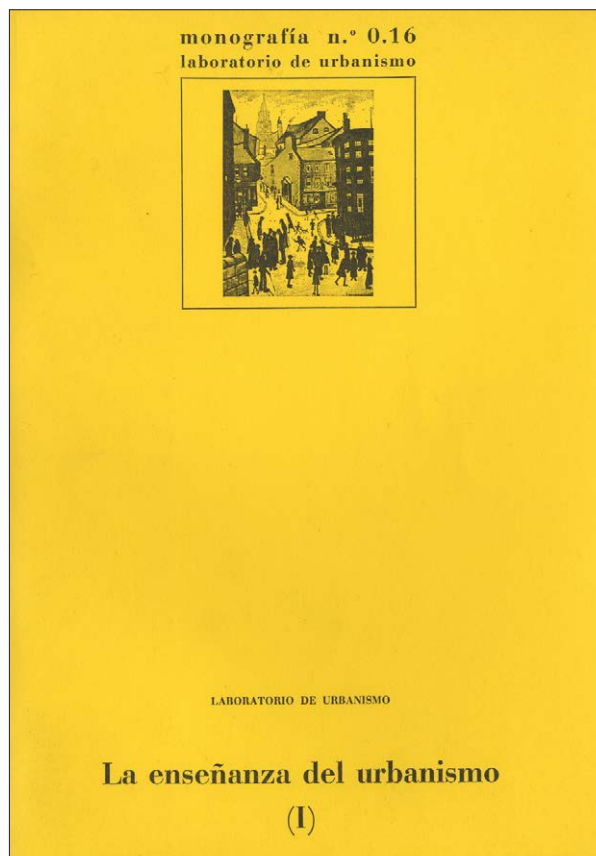 monografía n.º 0.16
laboratorio de urbanismo
LABORATORIO DE URBANISMO
La enseñanza del urbanismo
(I)